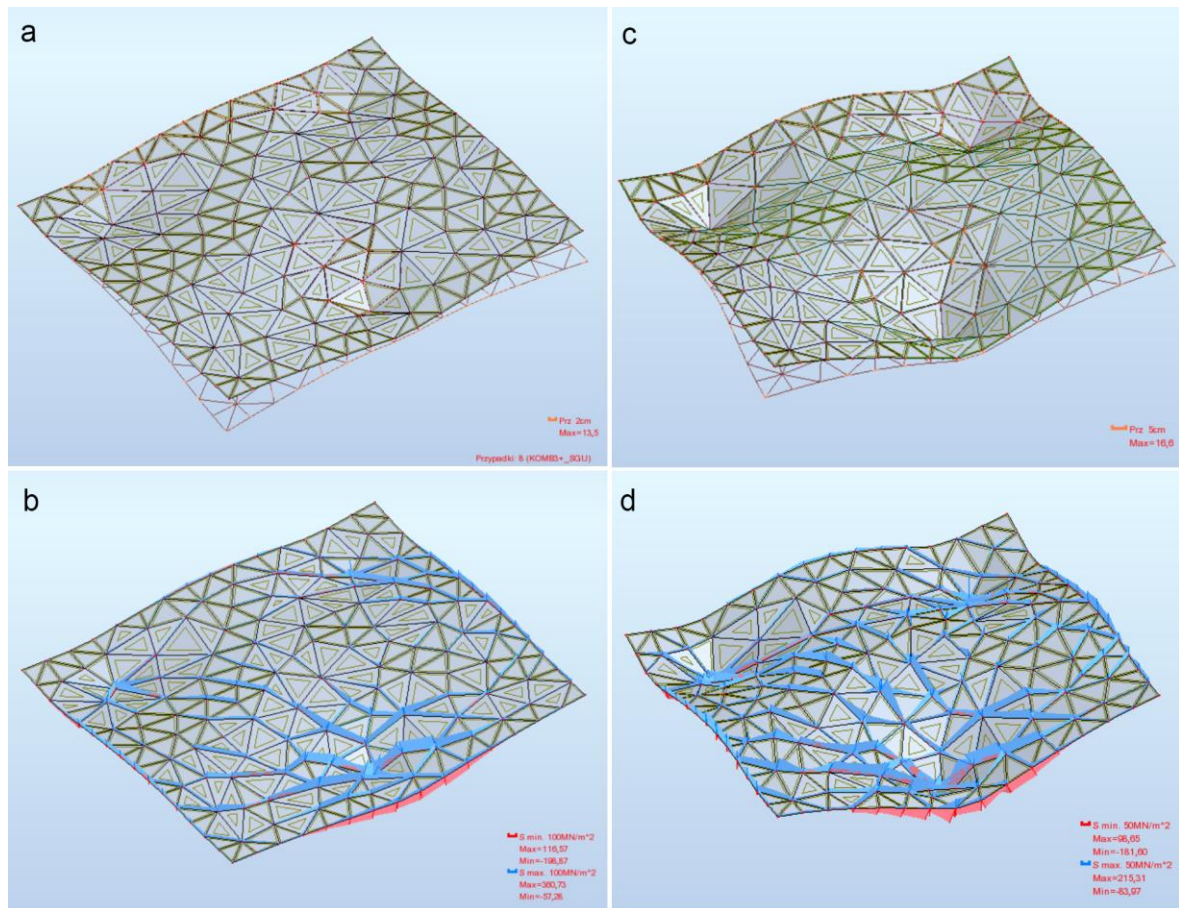 a
c
Prz 2cm
Max=13,5
Przypadki: 8 (KOMB3+_SGU)
Prz 5cm
Max=16,6
b
d
S min. 100MN/m^2
Max=116,57
Min=-198,87
S max. 100MN/m^2
Max=360,73
Min=-57,28
S min. 50MN/m^2
Max=98,65
Min=-181,60
S max. 50MN/m^2
Max=215,31
Min=-83,97